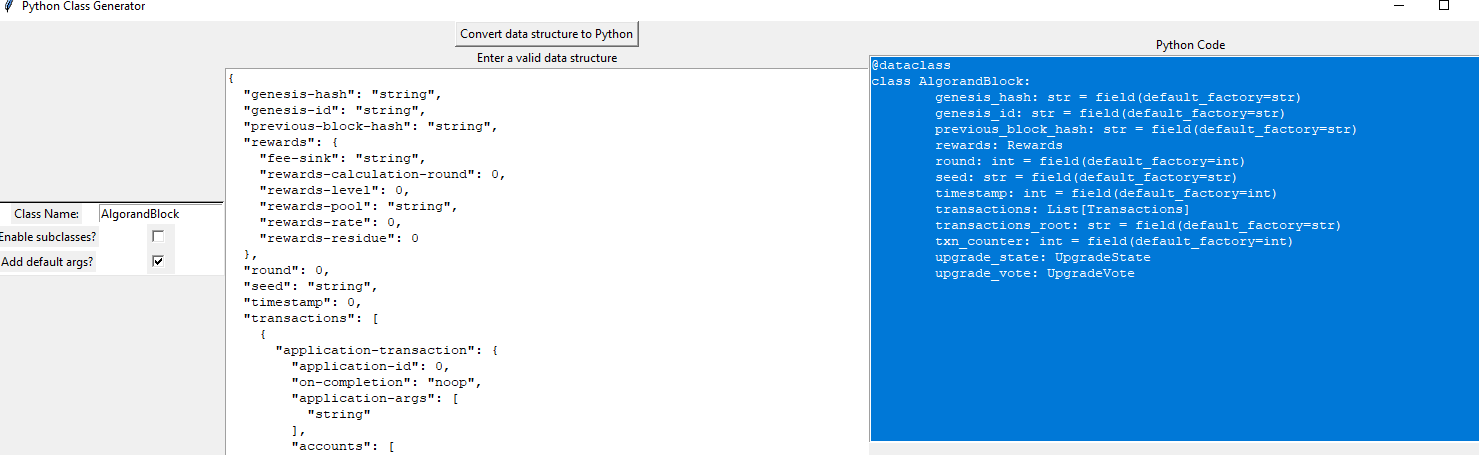 Python Class Generator
Convert data structure to Python
Enter a valid data structure
Python Code
Class Name: AlgorandBlock
Enable subclasses?
Add default args?
{
  "genesis-hash": "string",
  "genesis-id": "string",
  "previous-block-hash": "string",
  "rewards": {
    "fee-sink": "string",
    "rewards-calculation-round": 0,
    "rewards-level": 0,
    "rewards-pool": "string",
    "rewards-rate": 0,
    "rewards-residue": 0
  },
  "round": 0,
  "seed": "string",
  "timestamp": 0,
  "transactions": [
    {
      "application-transaction": {
        "application-id": 0,
        "on-completion": "noop",
        "application-args": [
          "string"
        ],
        "accounts": [
@dataclass
class AlgorandBlock:
        genesis_hash: str = field(default_factory=str)
        genesis_id: str = field(default_factory=str)
        previous_block_hash: str = field(default_factory=str)
        rewards: Rewards
        round: int = field(default_factory=int)
        seed: str = field(default_factory=str)
        timestamp: int = field(default_factory=int)
        transactions: List[Transactions]
        transactions_root: str = field(default_factory=str)
        txn_counter: int = field(default_factory=int)
        upgrade_state: UpgradeState
        upgrade_vote: UpgradeVote